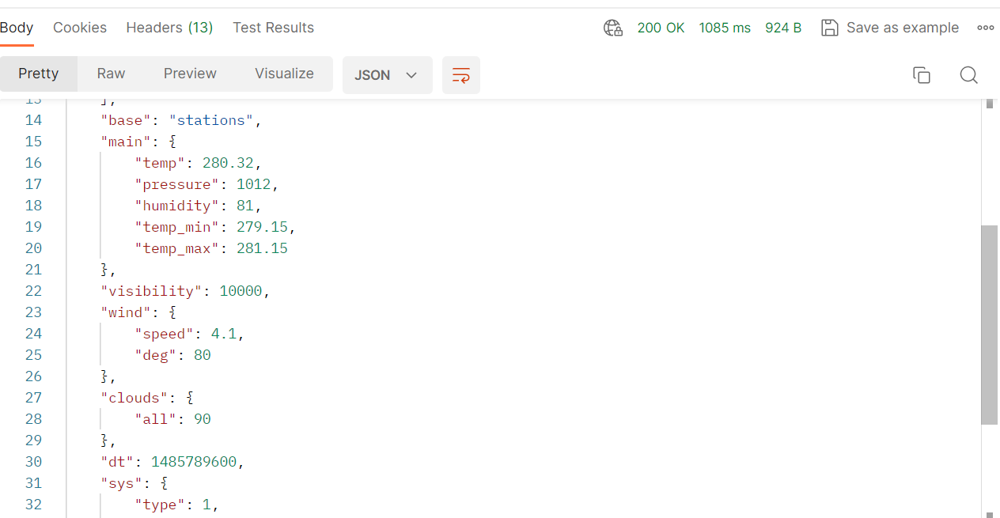 Body Cookies Headers (13) Test Results 200 OK 1085 ms 924 B Save as example
Pretty Raw Preview Visualize JSON
13 ],
14 "base": "stations",
15 "main": {
16 "temp": 280.32,
17 "pressure": 1012,
18 "humidity": 81,
19 "temp_min": 279.15,
20 "temp_max": 281.15
21 },
22 "visibility": 10000,
23 "wind": {
24 "speed": 4.1,
25 "deg": 80
26 },
27 "clouds": {
28 "all": 90
29 },
30 "dt": 1485789600,
31 "sys": {
32 "type": 1,